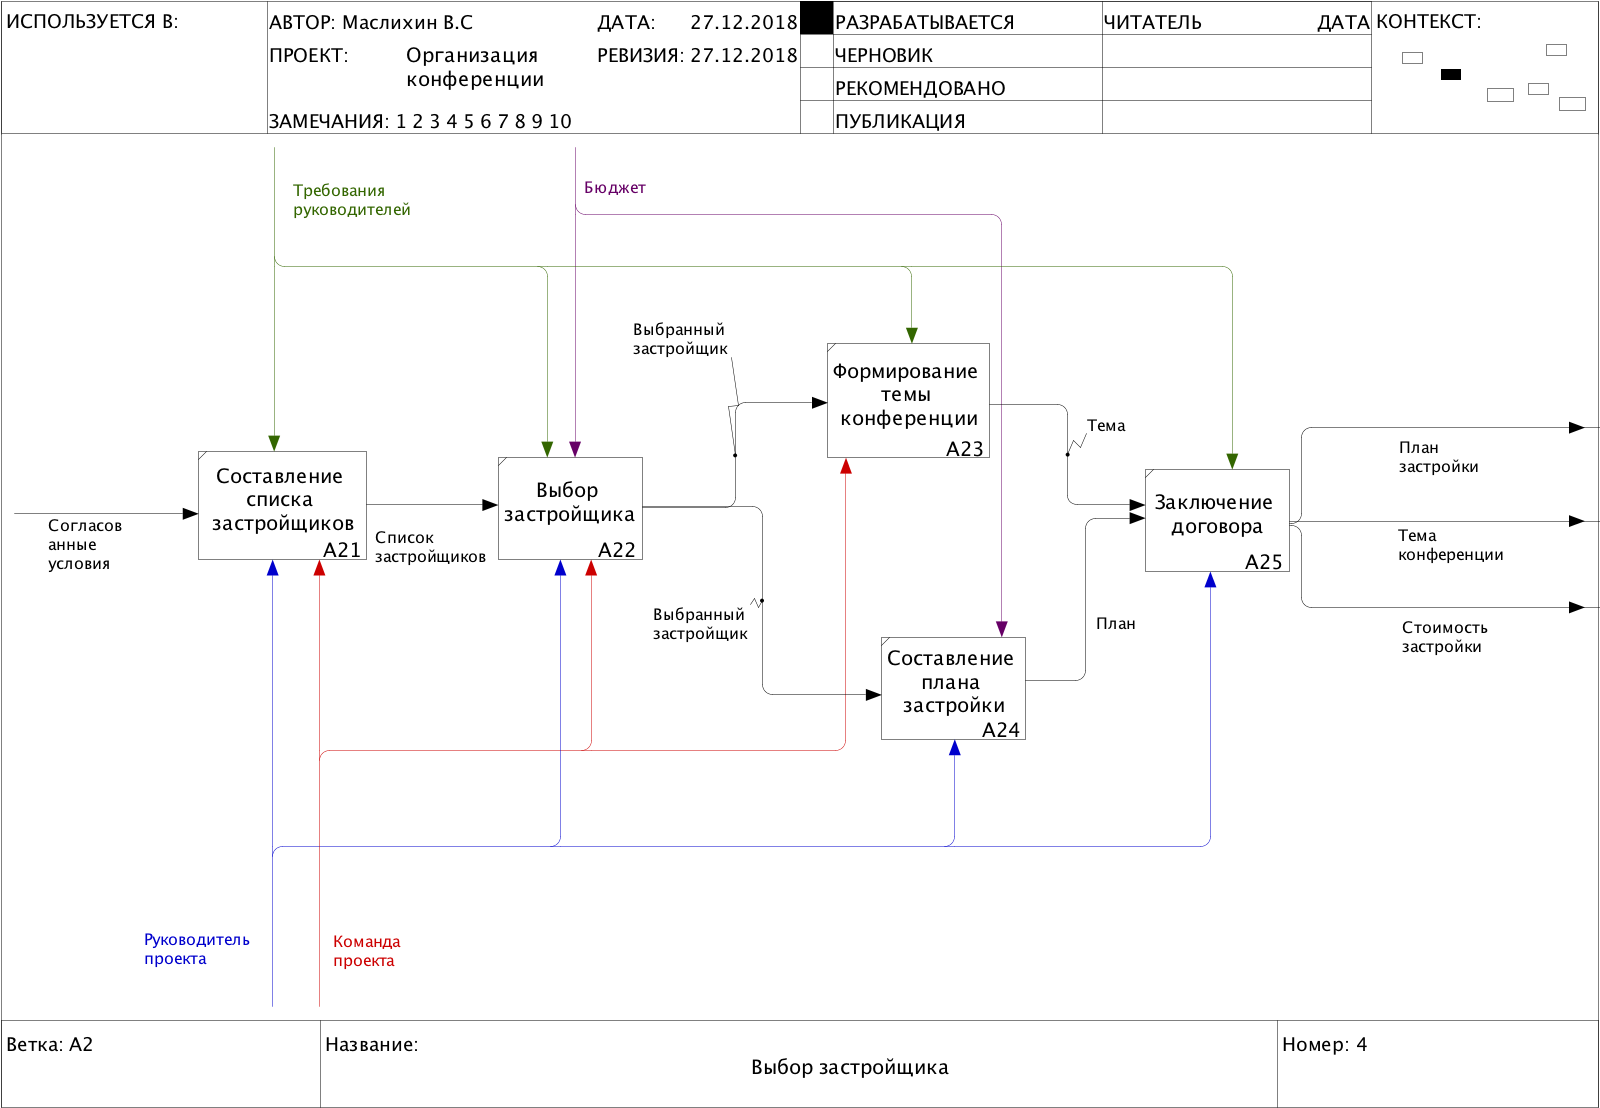 ИСПОЛЬЗУЕТСЯ В:
АВТОР: Маслихин В.С
ДАТА: 27.12.2018
РАЗРАБАТЫВАЕТСЯ
ЧИТАТЕЛЬ
ДАТА
КОНТЕКСТ:
ПРОЕКТ: Организация
конференции
РЕВИЗИЯ: 27.12.2018
ЧЕРНОВИК
РЕКОМЕНДОВАНО
ЗАМЕЧАНИЯ: 1 2 3 4 5 6 7 8 9 10
ПУБЛИКАЦИЯ
Требования
руководителей
Бюджет
Выбранный
застройщик
Формирование
темы
конференции
A23
Тема
План
застройки
Составление
списка
застройщиков
A21
Выбор
застройщика
A22
Заключение
договора
A25
Согласов
анные
условия
Список
застройщиков
Тема
конференции
Выбранный
застройщик
План
Стоимость
застройки
Составление
плана
застройки
A24
Руководитель
проекта
Команда
проекта
Ветка: A2
Название:
Выбор застройщика
Номер: 4